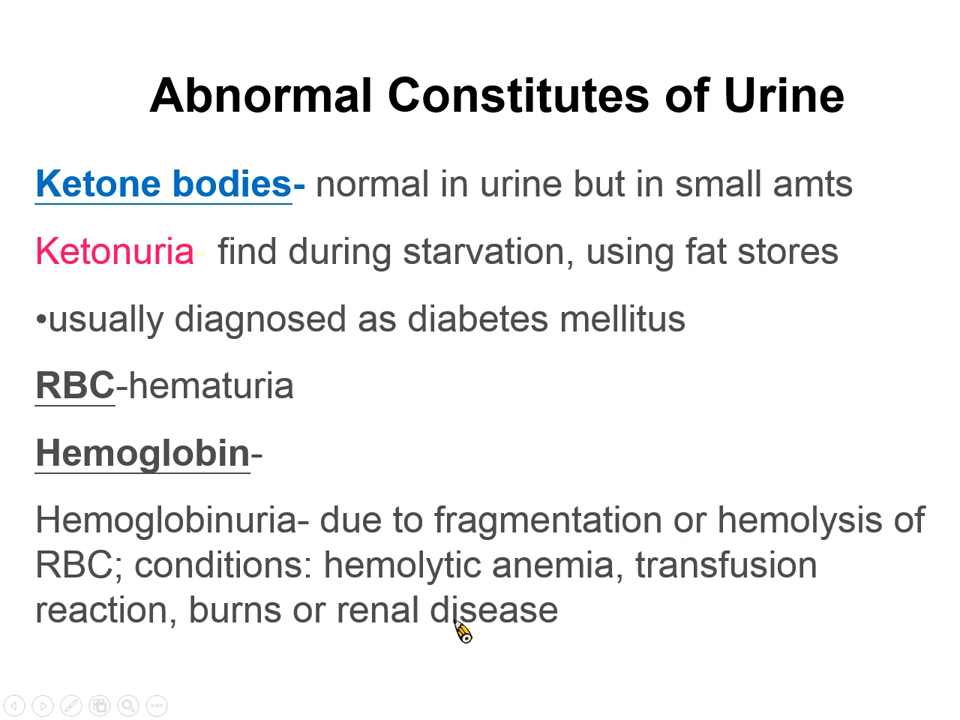 Abnormal Constitutes of Urine
Ketone bodies- normal in urine but in small amts
Ketonuria- find during starvation, using fat stores
•usually diagnosed as diabetes mellitus
RBC-hematuria
Hemoglobin-
Hemoglobinuria- due to fragmentation or hemolysis of
RBC; conditions: hemolytic anemia, transfusion
reaction, burns or renal disease